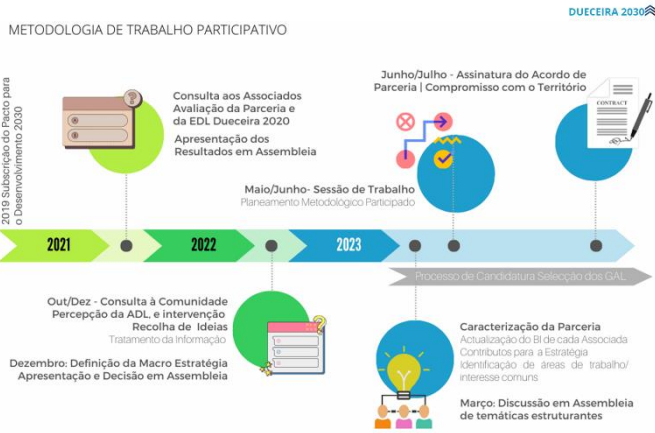 DUECEIRA 2030
METODOLOGIA DE TRABALHO PARTICIPATIVO
2019 Subscrição do Pacto para
o Desenvolvimento 2030
Consulta aos Associados
Avaliação da Parceria e
da EDL Dueceira 2020
Apresentação dos
Resultados em Assembleia
Junho/Julho - Assinatura do Acordo de
Parceria | Compromisso com o Território
CONTRACT
Maio/Junho- Sessão de Trabalho
Planeamento Metodológico Participado
2021
2022
2023
Processo de Candidatura Selecção dos GAL
Out/Dez - Consulta à Comunidade
Percepção da ADL, e intervenção
Recolha de Ideias
Tratamento da Informação
Dezembro: Definição da Macro Estratégia
Apresentação e Decisão em Assembleia
Caracterização da Parceria
Actualização do BI de cada Associada
Contributos para a Estratégia
Identificação de áreas de trabalho/
interesse comuns
Março: Discussão em Assembleia
de temáticas estruturantes